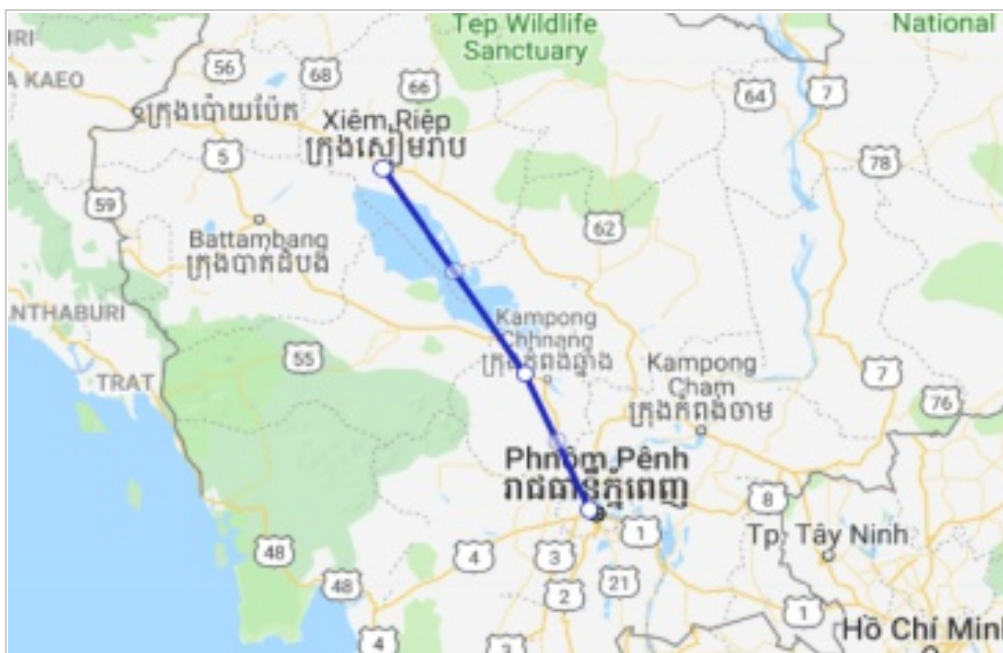 Tep Wildlife
Sanctuary
National
URI
A KAEO
56
68
66
64
7
ក្រុងប៉ោយប៉ែត
Xiêm Riệp
ក្រុងសៀមរាប
5
78
59
62
Battambang
ក្រុងបាត់ដំបង
ANTHABURI
Kampong
Chhnang
ក្រុងកំពង់ឆ្នាំង
55
Kampong
Cham
ក្រុងកំពង់ចាម
TRAT
7
76
Phnôm Pênh
រាជធានីភ្នំពេញ
8
1
Tp. Tây Ninh
48
4
3
48
2
21
1
4
3
Hồ Chí Minh